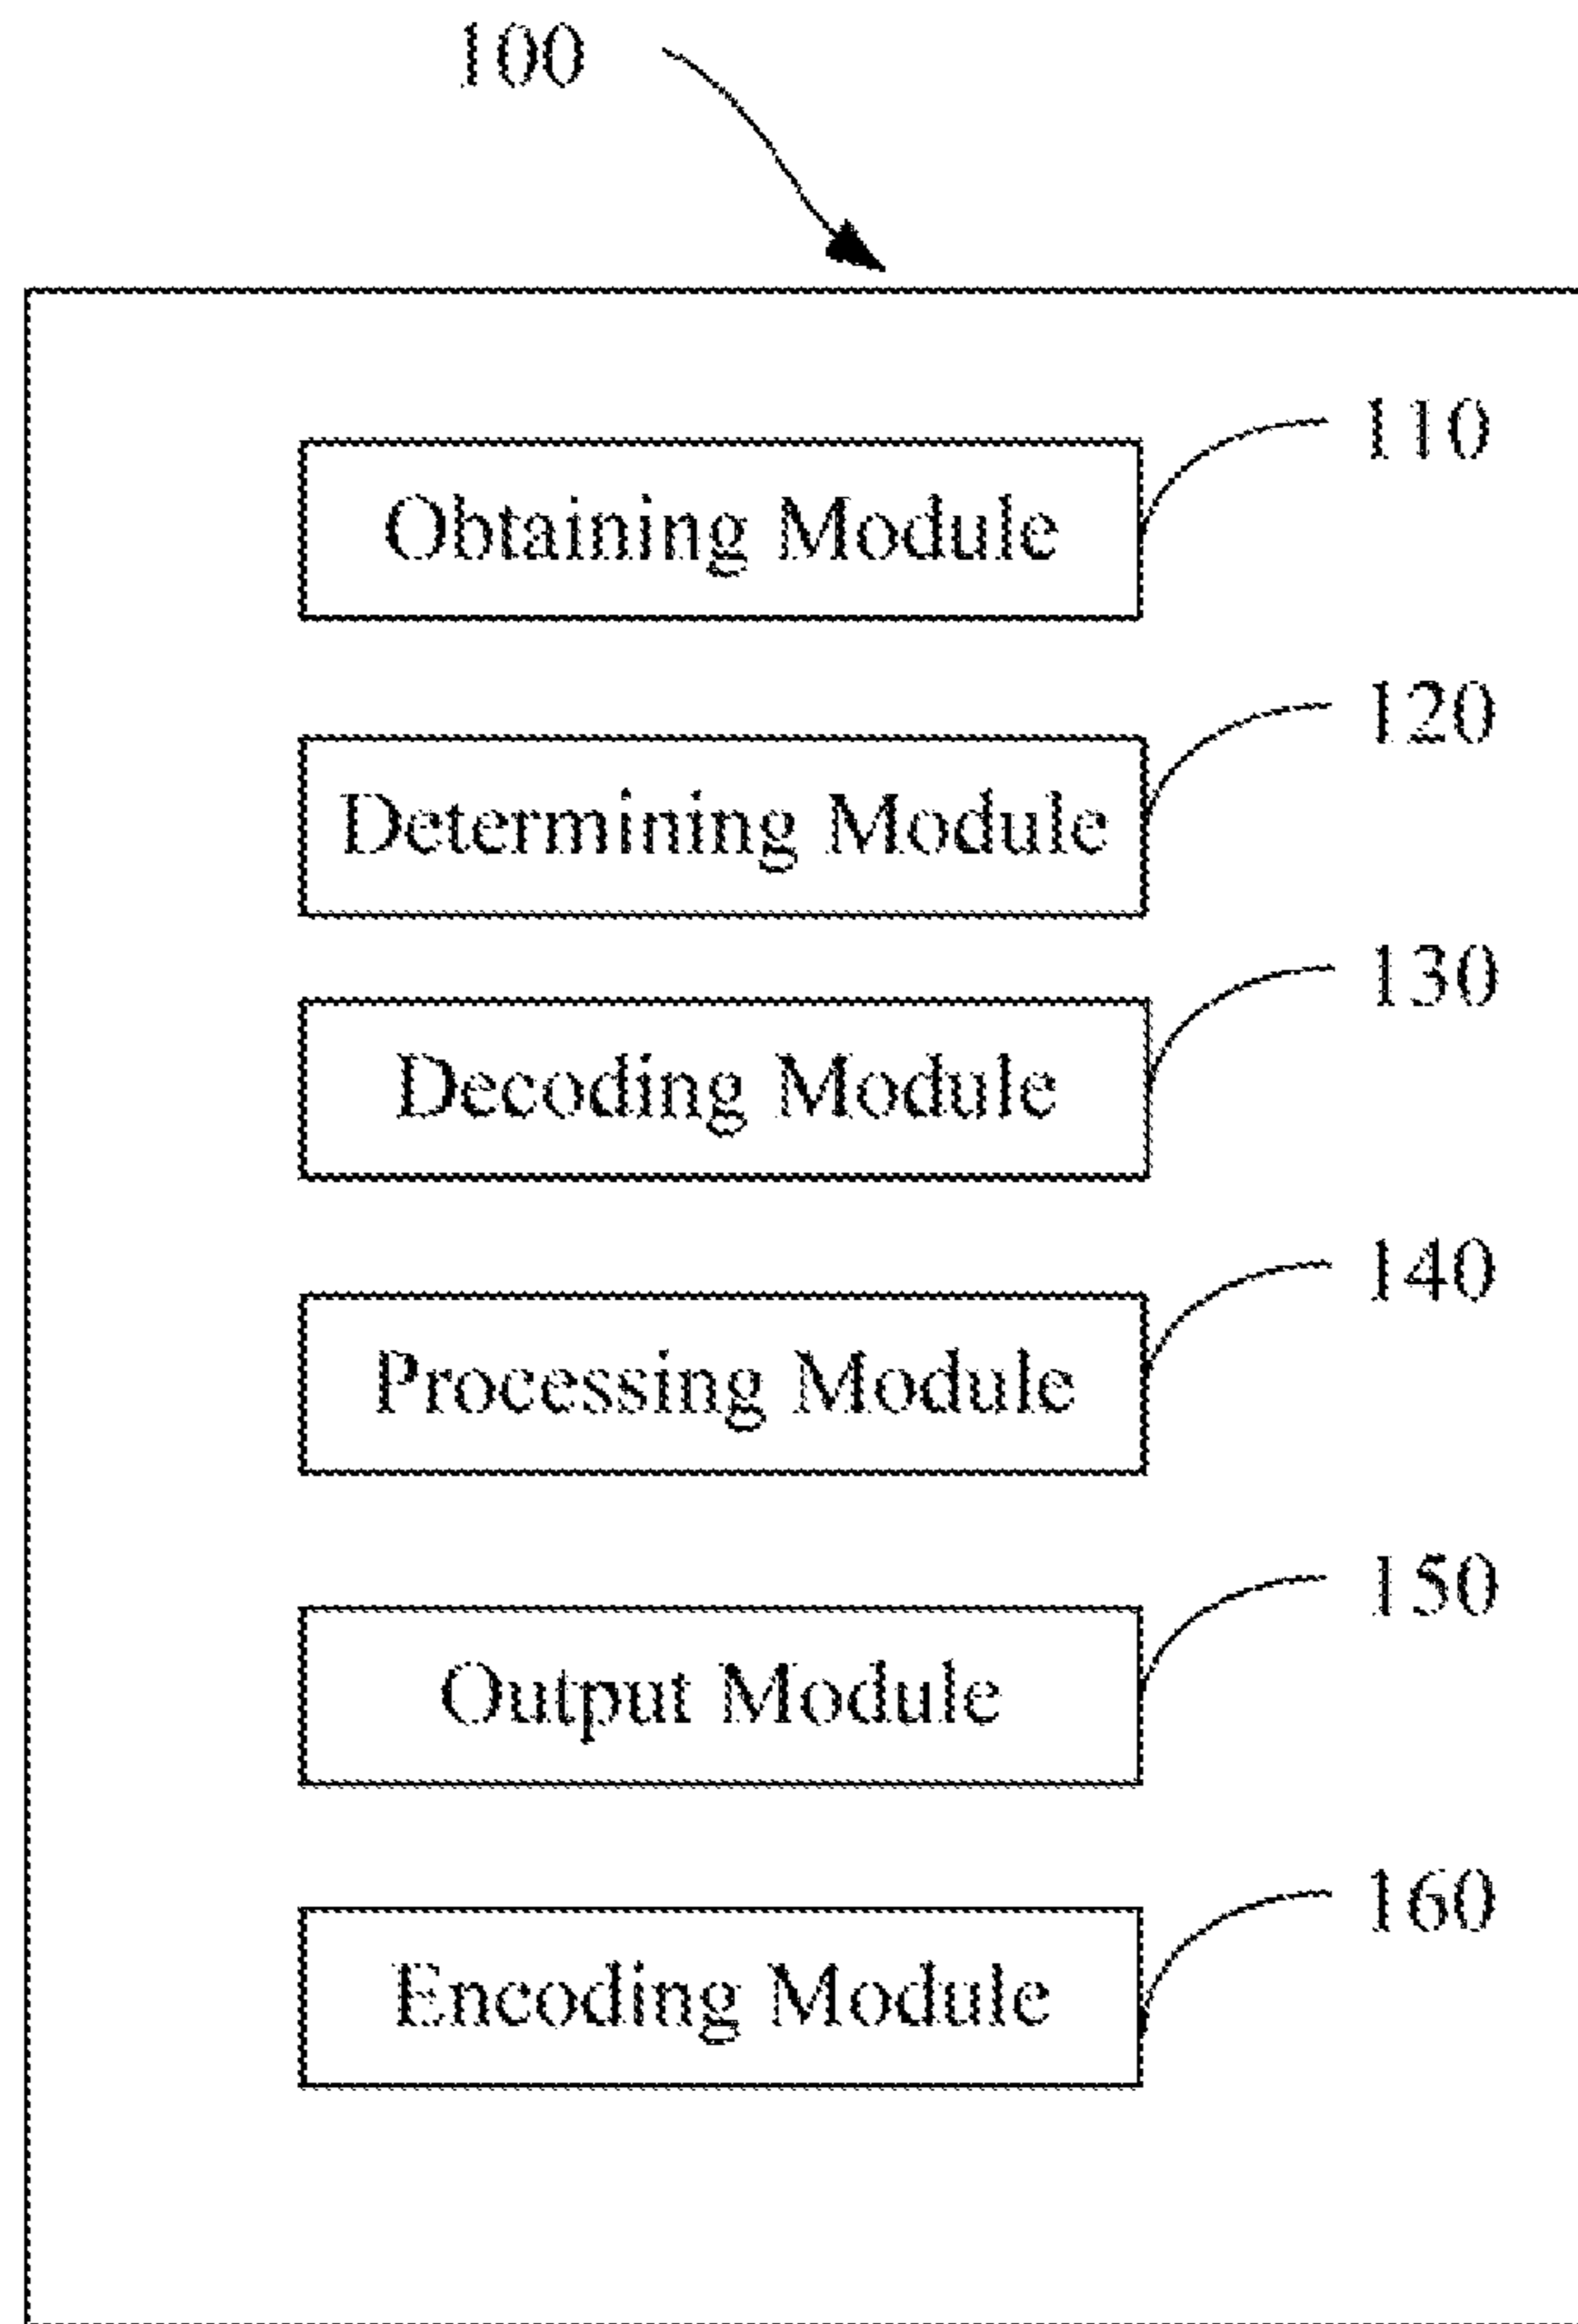 100
110
Obtaining Module
120
Determining Module
130
Decoding Module
140
Processing Module
150
Output Module
160
Encoding Module